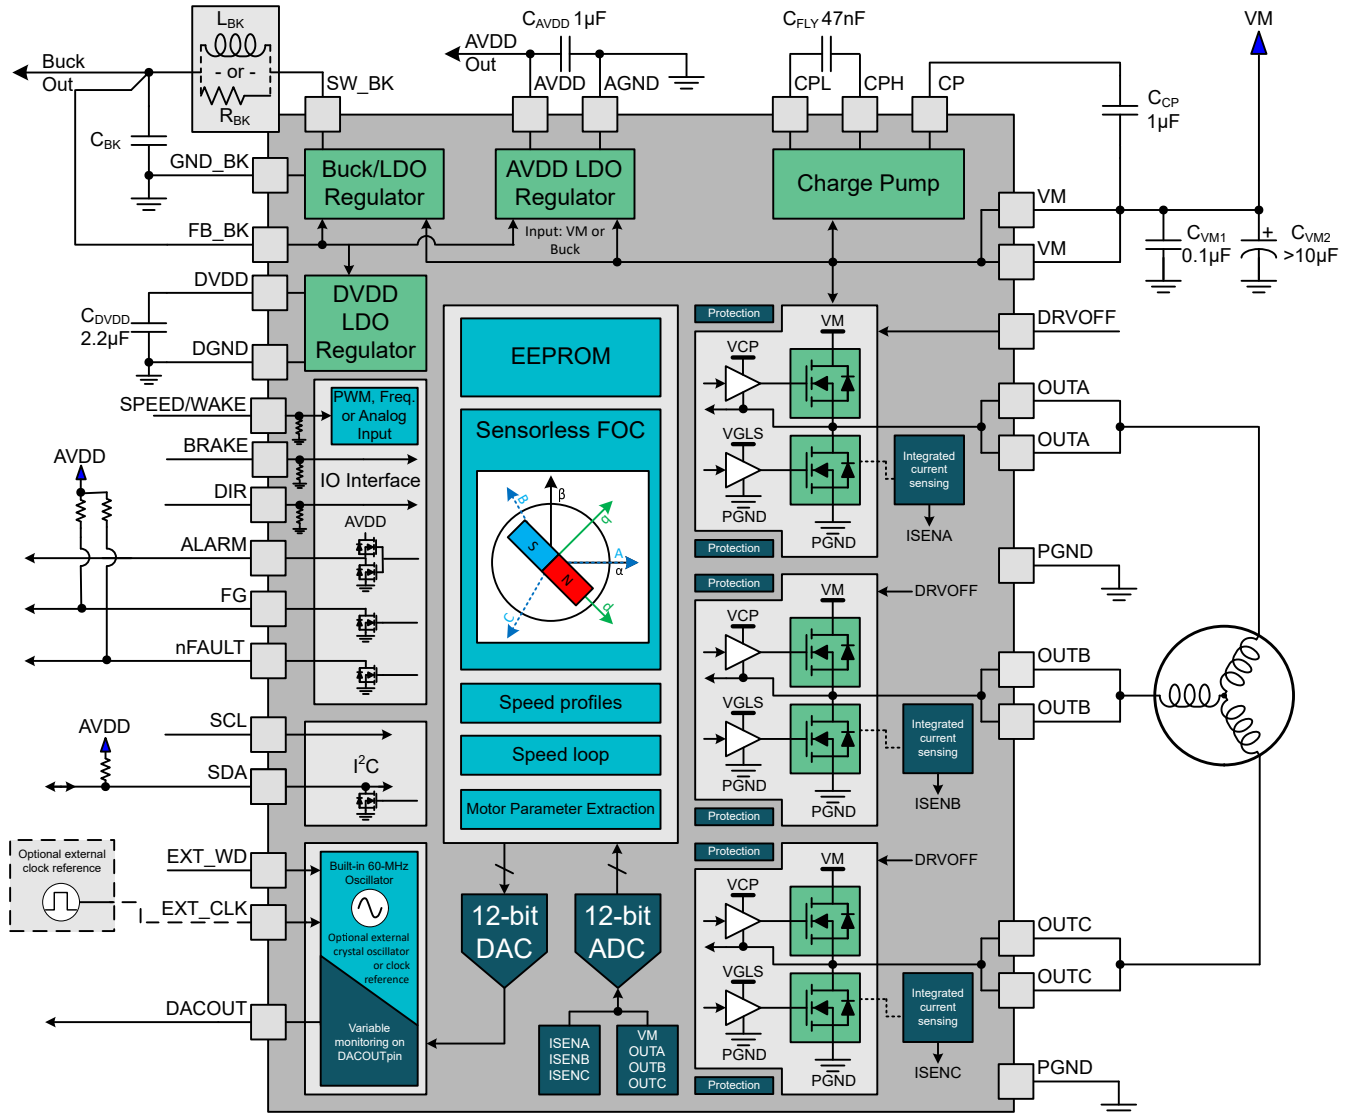 L_BK
- or -
R_BK
Buck
Out
C_BK
SW_BK
GND_BK
FB_BK
C_AVDD 1µF
AVDD
Out
AVDD
AGND
C_FLY 47nF
CPL
CPH
CP
C_CP
1µF
VM
Buck/LDO
Regulator
AVDD LDO
Regulator
Input: VM or
Buck
Charge Pump
VM
VM
C_VM1
0.1µF
+
C_VM2
>10µF
DVDD
C_DVDD
2.2µF
DGND
DVDD
LDO
Regulator
SPEED/WAKE
BRAKE
DIR
AVDD
ALARM
FG
nFAULT
PWM, Freq.
or Analog
Input
IO Interface
AVDD
SCL
AVDD
SDA
I²C
Optional external
clock reference
EXT_WD
EXT_CLK
DACOUT
Built-in 60-MHz
Oscillator
Optional external
crystal oscillator
or clock
reference
Variable
monitoring on
DACOUTpin
EEPROM
Sensorless FOC
β
B
q
S
A
α
N
C
d
Speed profiles
Speed loop
Motor Parameter Extraction
12-bit
DAC
12-bit
ADC
ISENA
ISENB
ISENC
VM
OUTA
OUTB
OUTC
Protection
VM
VCP
VGLS
PGND
PGND
Integrated
current
sensing
ISENA
Protection
DRVOFF
OUTA
OUTA
PGND
Protection
VM
DRVOFF
VCP
VGLS
PGND
PGND
Integrated
current
sensing
ISENB
Protection
OUTB
OUTB
Protection
VM
DRVOFF
VCP
VGLS
PGND
PGND
Integrated
current
sensing
ISENC
Protection
OUTC
OUTC
PGND